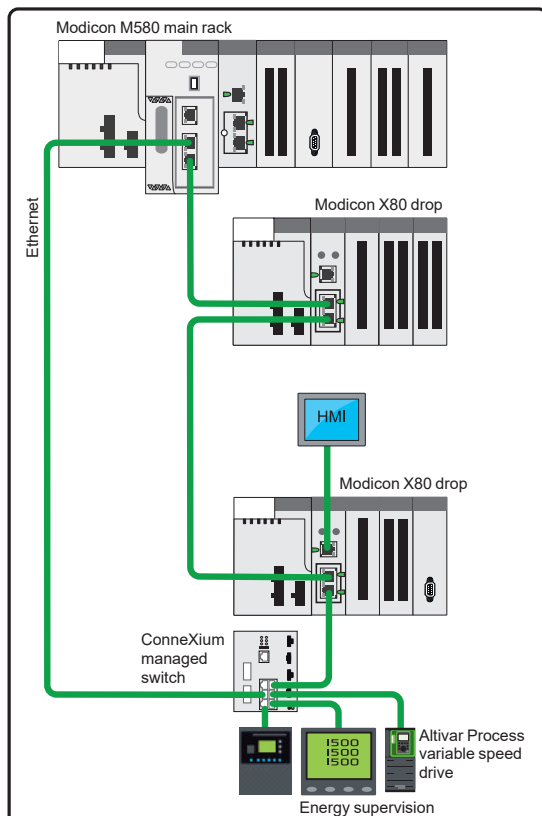 Modicon M580 main rack
Ethernet
Modicon X80 drop
HMI
Modicon X80 drop
ConneXium
managed
switch
1500
1500
1500
Altivar Process
variable speed
drive
Energy supervision